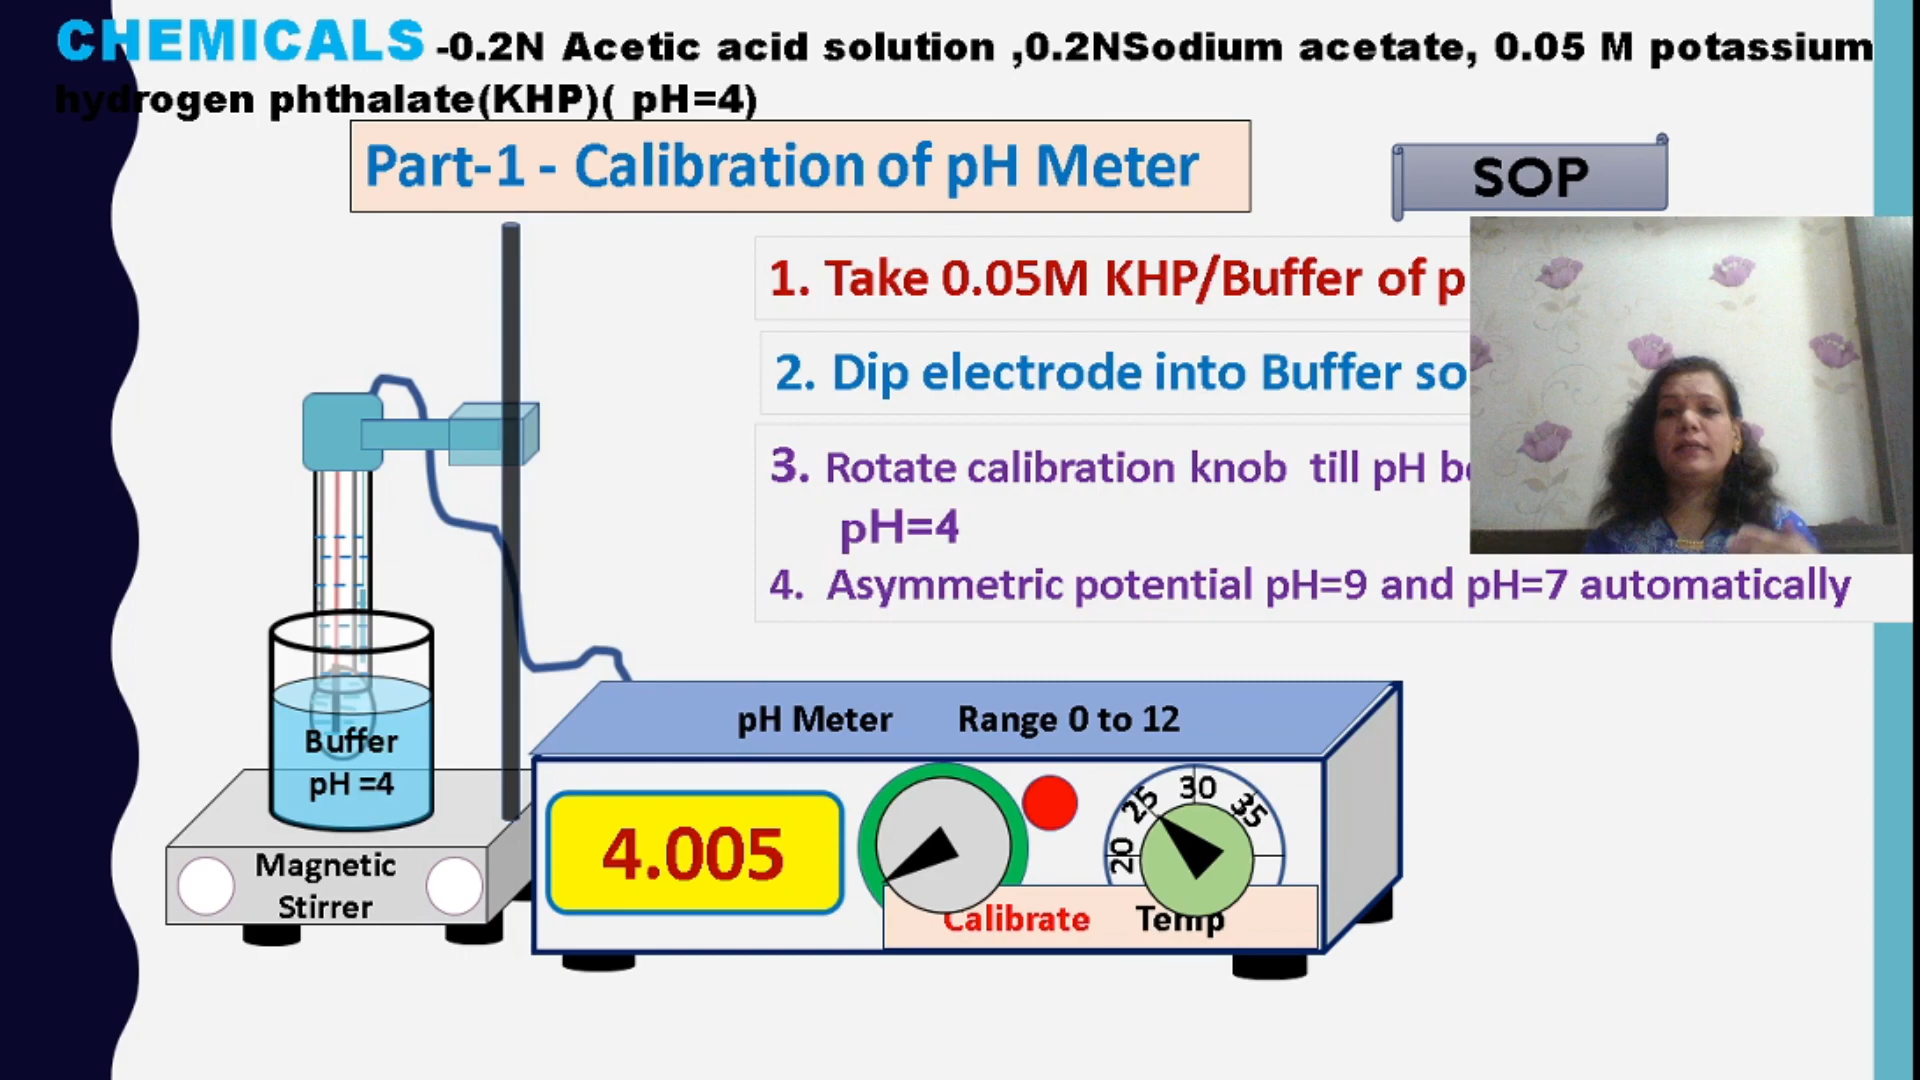 CHEMICALS -0.2N Acetic acid solution ,0.2NSodium acetate, 0.05 M potassium
hydrogen phthalate(KHP)( pH=4)
Part-1 - Calibration of pH Meter
SOP
1. Take 0.05M KHP/Buffer of p
2. Dip electrode into Buffer so
3. Rotate calibration knob till pH be
pH=4
4. Asymmetric potential pH=9 and pH=7 automatically
pH Meter Range 0 to 12
Buffer
pH =4
Magnetic
Stirrer
4.005
20 25 30 35
Calibrate Temp